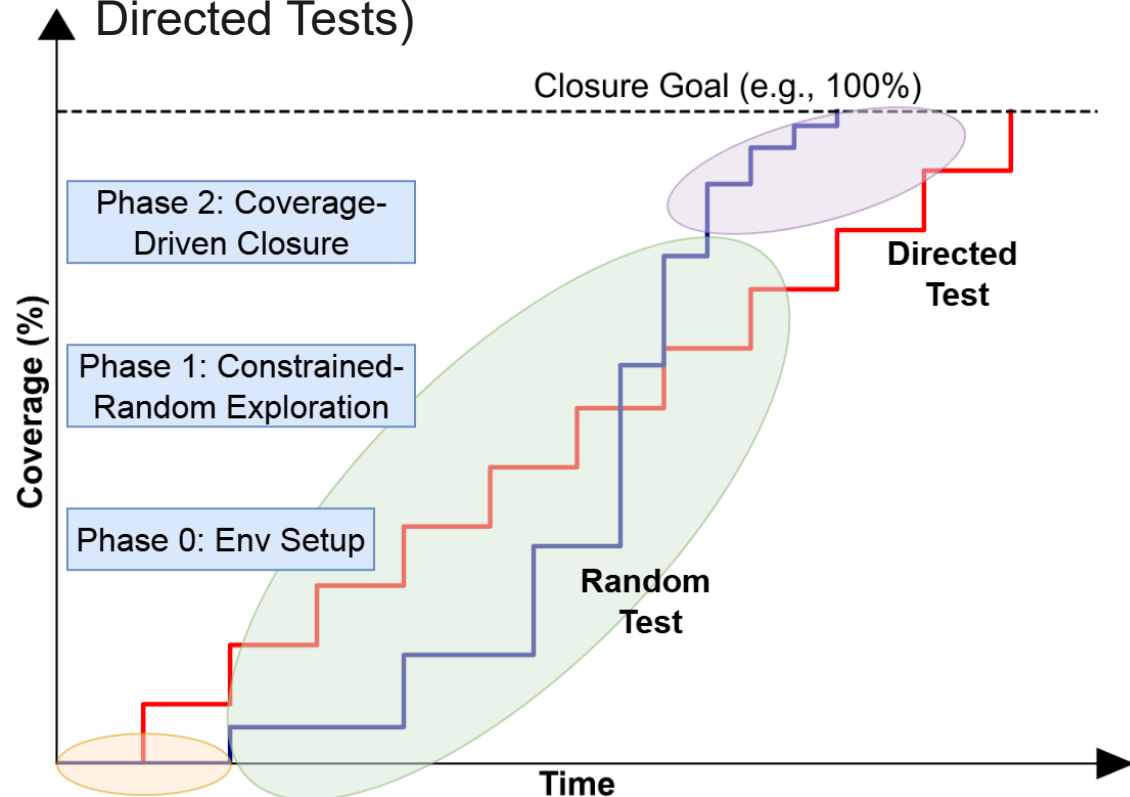 Directed Tests)
Closure Goal (e.g., 100%)
Phase 2: Coverage-
Driven Closure
Directed
Test
Phase 1: Constrained-
Random Exploration
Coverage (%)
Phase 0: Env Setup
Random
Test
Time